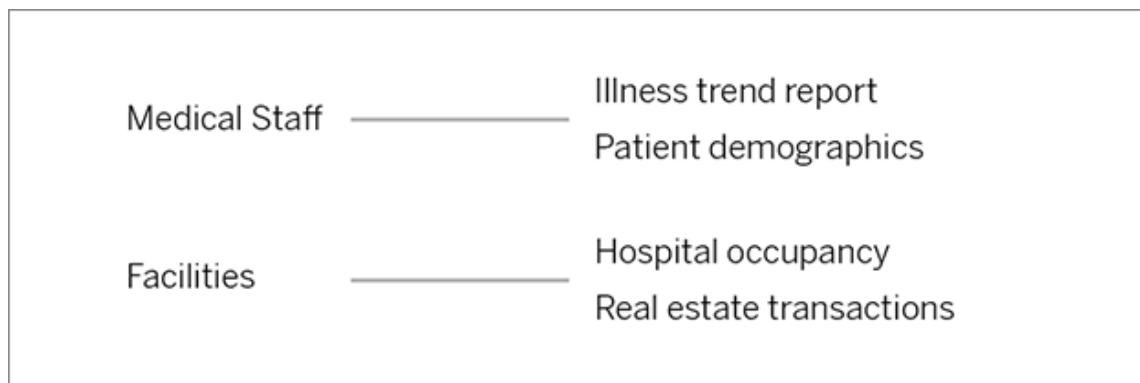 Medical Staff
Illness trend report
Patient demographics
Facilities
Hospital occupancy
Real estate transactions